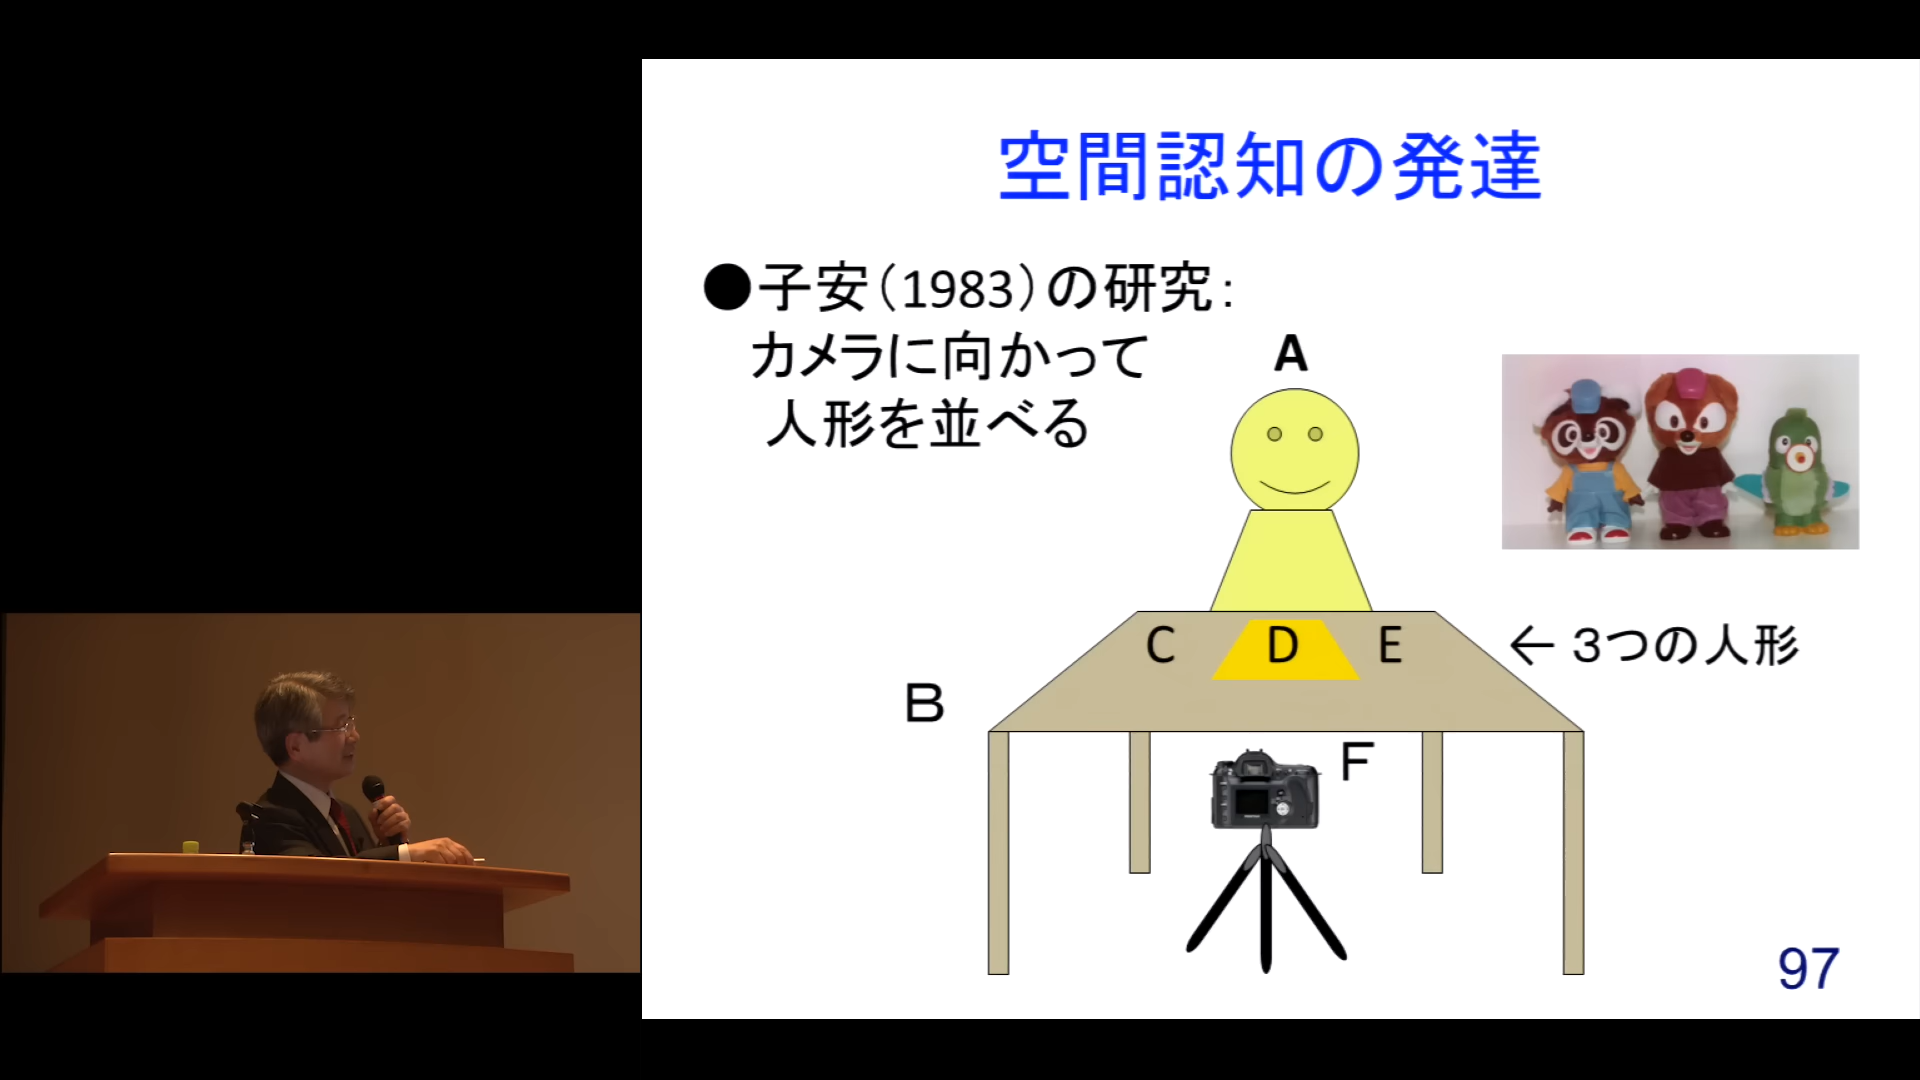 空間認知の発達
●子安(1983)の研究:
カメラに向かって
人形を並べる
A
C D E
← 3つの人形
B
F
97